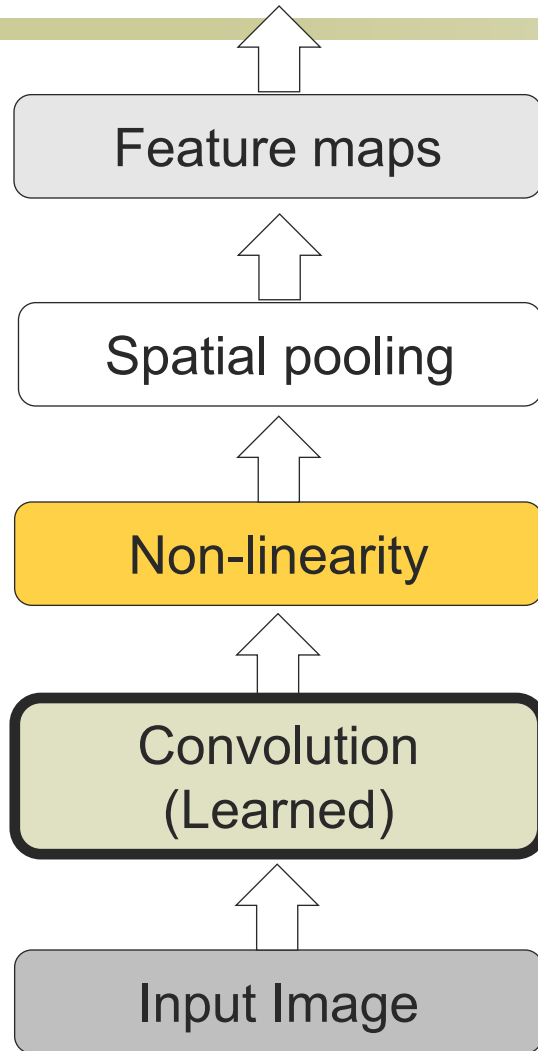 Feature maps
Spatial pooling
Non-linearity
Convolution
(Learned)
Input Image